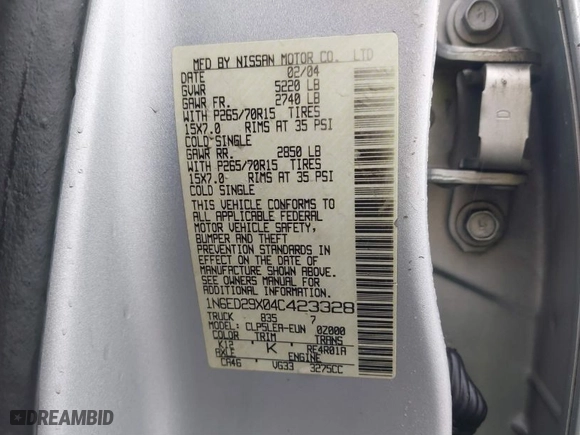 MFD BY NISSAN MOTOR CO. LTD
DATE 02/04
GVWR 5220 LB
GAWR FR. 2740 LB
WITH P265/70R15 TIRES
15X7.0 RIMS AT 35 PSI
COLD SINGLE
GAWR RR. 2850 LB
WITH P265/70R15 TIRES
15X7.0 RIMS AT 35 PSI
COLD SINGLE
THIS VEHICLE CONFORMS TO
ALL APPLICABLE FEDERAL
MOTOR VEHICLE SAFETY,
BUMPER AND THEFT
PREVENTION STANDARDS IN
EFFECT ON THE DATE OF
MANUFACTURE SHOWN ABOVE.
SEE OWNERS MANUAL FOR
ADDITIONAL INFORMATION
1N6ED29X04C423328
TRUCK 835 7
MODEL CLP5LEA-EUN 0Z000
COLOR TRIM TRANS
K12 K RE4R01A
AXLE ENGINE
CA46 VG33 3275CC
D
DREAMBID